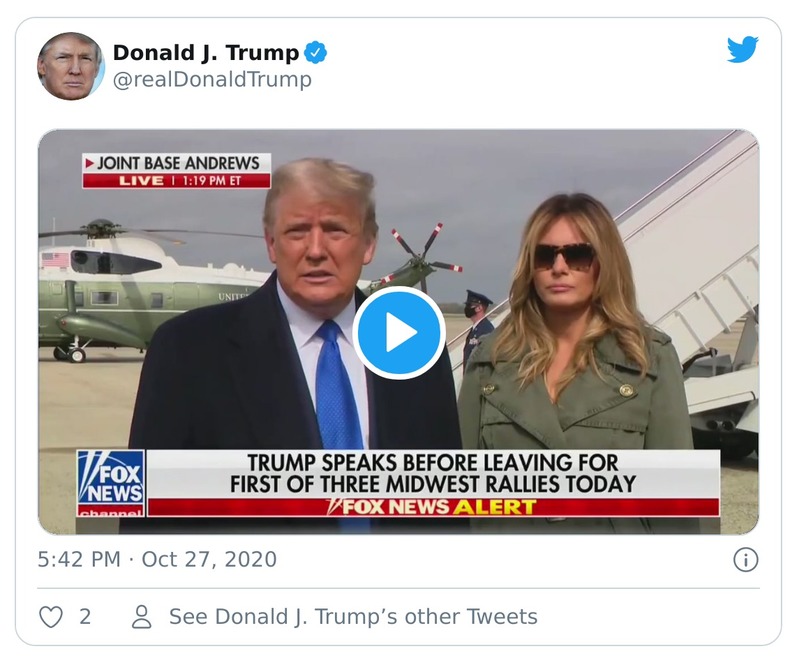 Donald J. Trump
@realDonaldTrump
JOINT BASE ANDREWS
LIVE | 1:19 PM ET
UNITE
TRUMP SPEAKS BEFORE LEAVING FOR
FIRST OF THREE MIDWEST RALLIES TODAY
FOX
NEWS
channel
FOX NEWS ALERT
5:42 PM · Oct 27, 2020
2
See Donald J. Trump’s other Tweets